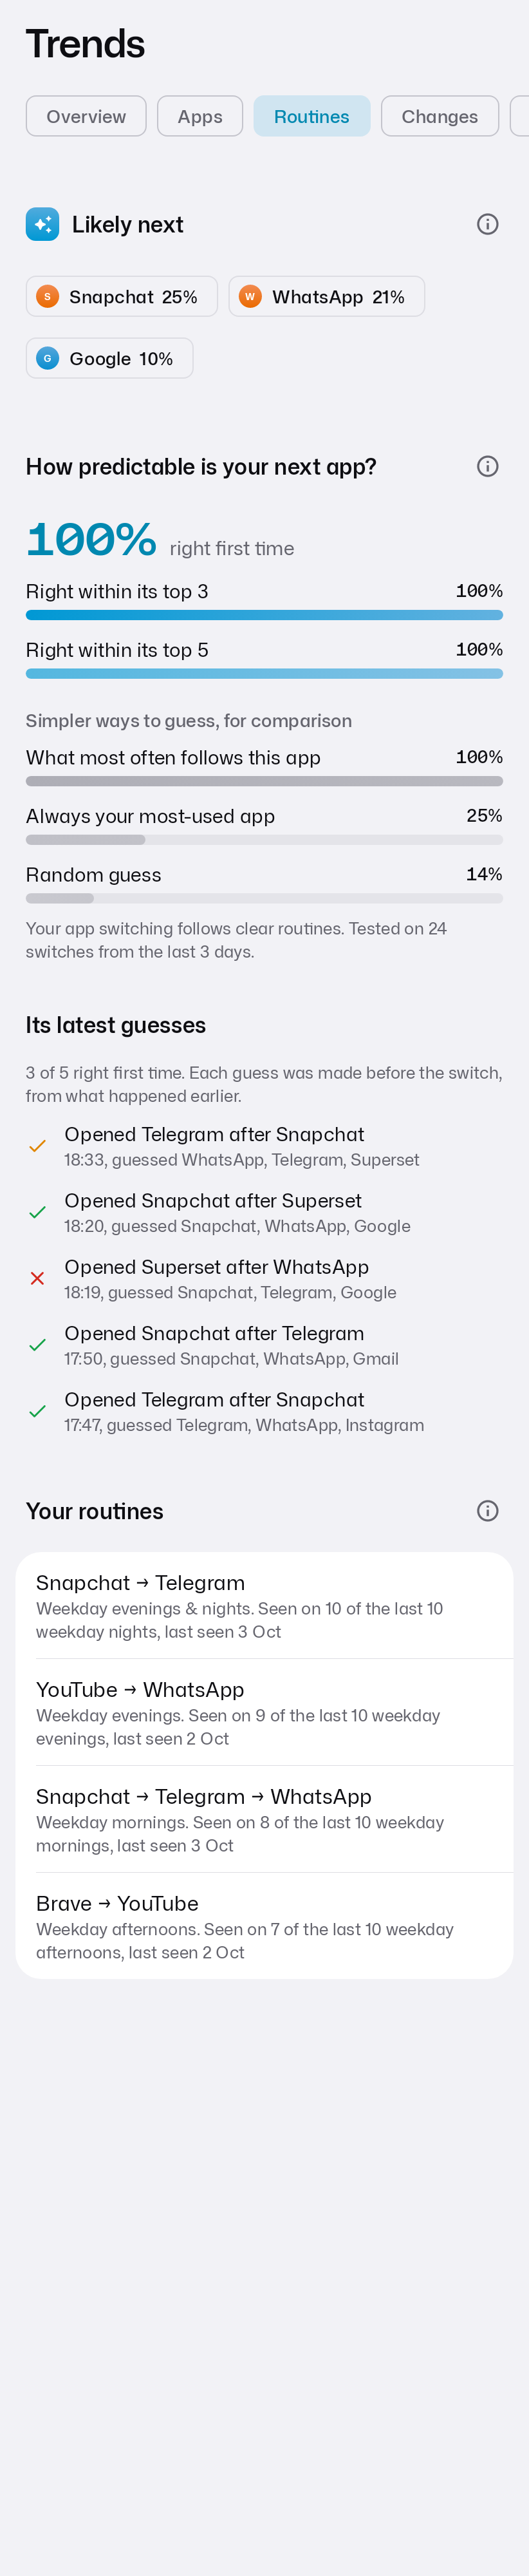 Trends
Overview
Apps
Routines
Changes
Likely next
S Snapchat 25%
W WhatsApp 21%
G Google 10%
How predictable is your next app?
100% right first time
Right within its top 3 100%
Right within its top 5 100%
Simpler ways to guess, for comparison
What most often follows this app 100%
Always your most-used app 25%
Random guess 14%
Your app switching follows clear routines. Tested on 24
switches from the last 3 days.
Its latest guesses
3 of 5 right first time. Each guess was made before the switch,
from what happened earlier.
Opened Telegram after Snapchat
18:33, guessed WhatsApp, Telegram, Superset
Opened Snapchat after Superset
18:20, guessed Snapchat, WhatsApp, Google
Opened Superset after WhatsApp
18:19, guessed Snapchat, Telegram, Google
Opened Snapchat after Telegram
17:50, guessed Snapchat, WhatsApp, Gmail
Opened Telegram after Snapchat
17:47, guessed Telegram, WhatsApp, Instagram
Your routines
Snapchat → Telegram
Weekday evenings & nights. Seen on 10 of the last 10
weekday nights, last seen 3 Oct
YouTube → WhatsApp
Weekday evenings. Seen on 9 of the last 10 weekday
evenings, last seen 2 Oct
Snapchat → Telegram → WhatsApp
Weekday mornings. Seen on 8 of the last 10 weekday
mornings, last seen 3 Oct
Brave → YouTube
Weekday afternoons. Seen on 7 of the last 10 weekday
afternoons, last seen 2 Oct